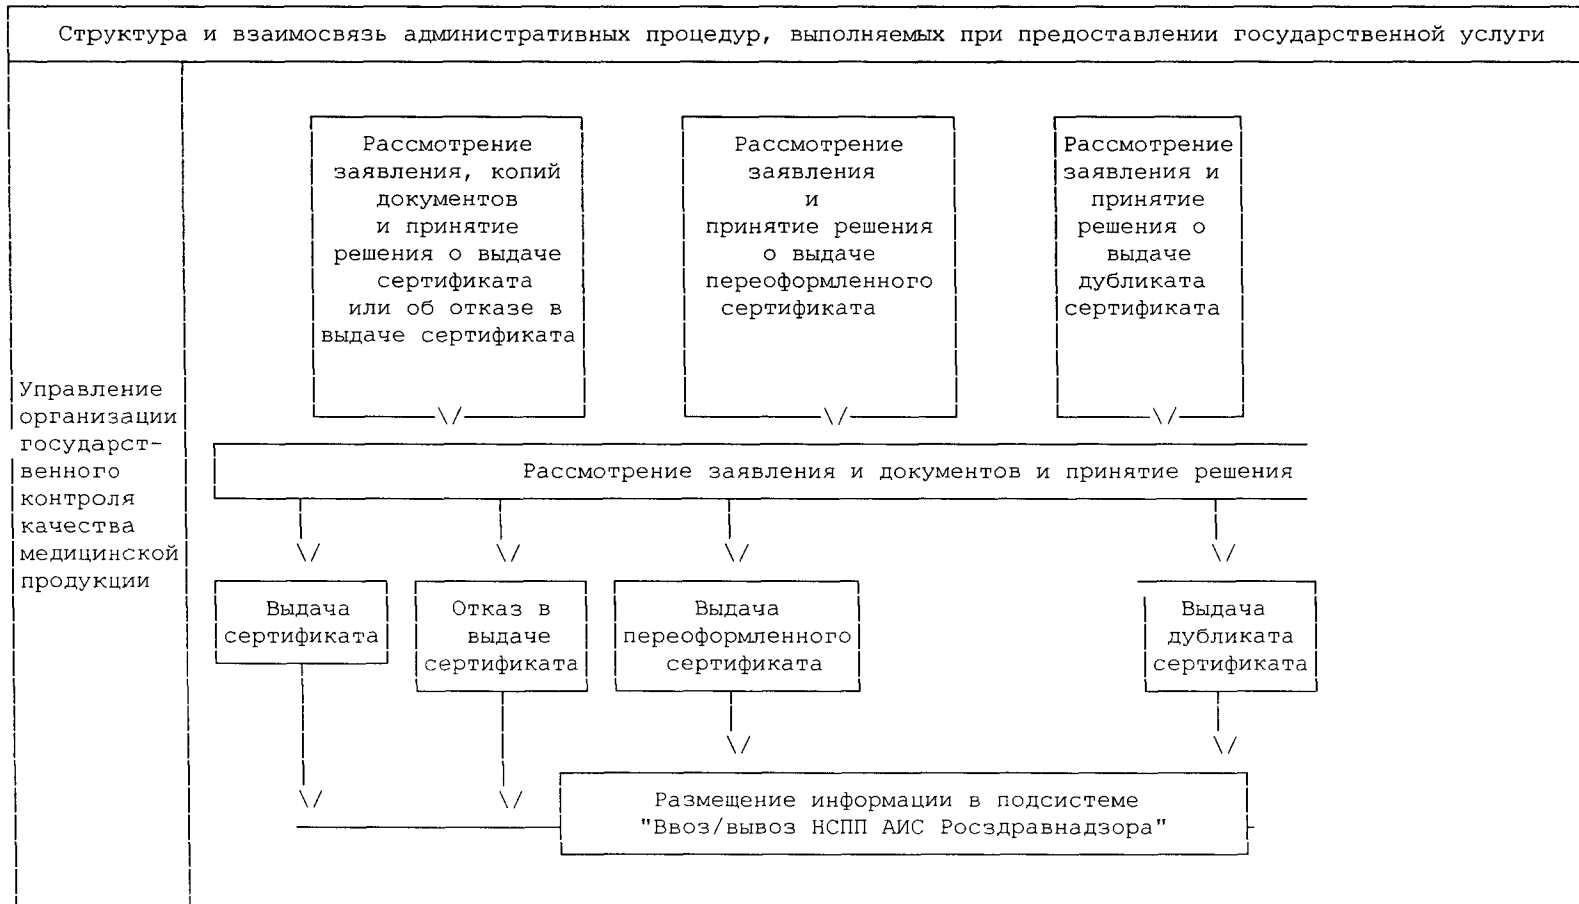 Структура и взаимосвязь административных процедур, выполняемых при предоставлении государственной услуги
Рассмотрение
заявления, копий
документов
и принятие
решения о выдаче
сертификата
или об отказе в
выдаче сертификата
Рассмотрение
заявления
и
принятие решения
о выдаче
переоформленного
сертификата
Рассмотрение
заявления и
принятие
решения о
выдаче
дубликата
сертификата
Управление
организации
государст-
венного
контроля
качества
медицинской
продукции
Рассмотрение заявления и документов и принятие решения
Выдача
сертификата
Отказ в
выдаче
сертификата
Выдача
переоформленного
сертификата
Выдача
дубликата
сертификата
Размещение информации в подсистеме
"Ввоз/вывоз НСПП АИС Росздравнадзора"